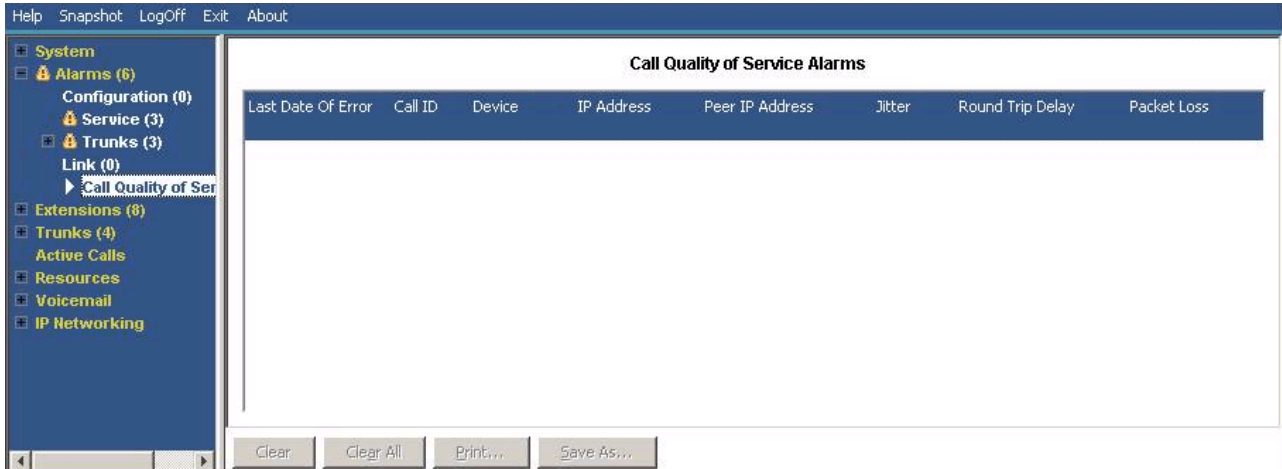 Help Snapshot LogOff Exit About
System
Alarms (6)
Configuration (0)
Service (3)
Trunks (3)
Link (0)
Call Quality of Ser
Extensions (8)
Trunks (4)
Active Calls
Resources
Voicemail
IP Networking
Call Quality of Service Alarms
Last Date Of Error Call ID Device IP Address Peer IP Address Jitter Round Trip Delay Packet Loss
Clear Clear All Print... Save As...